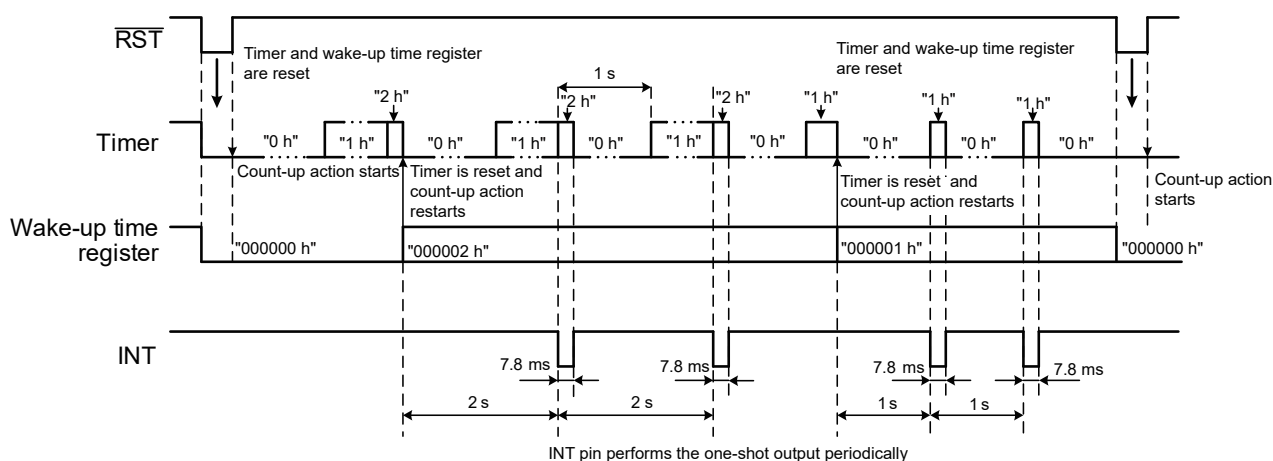 RST
Timer and wake-up time register
are reset
Timer and wake-up time register
are reset
1 s
"2 h"
"2 h"
"2 h"
"1 h"
"1 h"
"1 h"
Timer
"0 h"
"1 h"
"0 h"
"1 h"
"0 h"
"1 h"
"0 h"
"0 h"
"0 h"
"0 h"
Count-up action starts
Timer is reset and
count-up action
restarts
Timer is reset and
count-up action restarts
Count-up action
starts
Wake-up time
register
"000000 h"
"000002 h"
"000001 h"
"000000 h"
INT
7.8 ms
7.8 ms
7.8 ms
7.8 ms
2 s
2 s
1 s
1 s
INT pin performs the one-shot output periodically